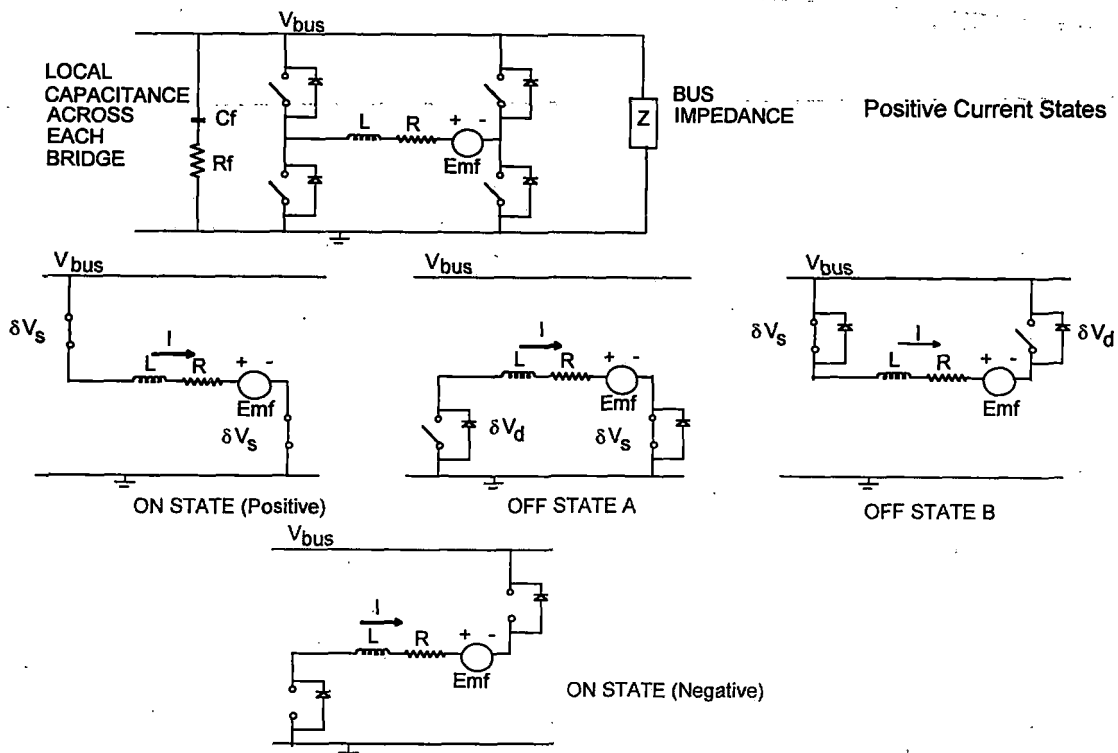 Vbus
LOCAL
CAPACITANCE
ACROSS
EACH
BRIDGE
Cf
Rf
L
R
+ -
Emf
Z
BUS
IMPEDANCE
Positive Current States
Vbus
δVs
I
L
R
+ -
Emf
δVs
ON STATE (Positive)
Vbus
I
L
R
+ -
Emf
δVd
δVs
OFF STATE A
Vbus
δVs
I
L
R
+ -
Emf
δVd
OFF STATE B
Vbus
I
L
R
+ -
Emf
ON STATE (Negative)